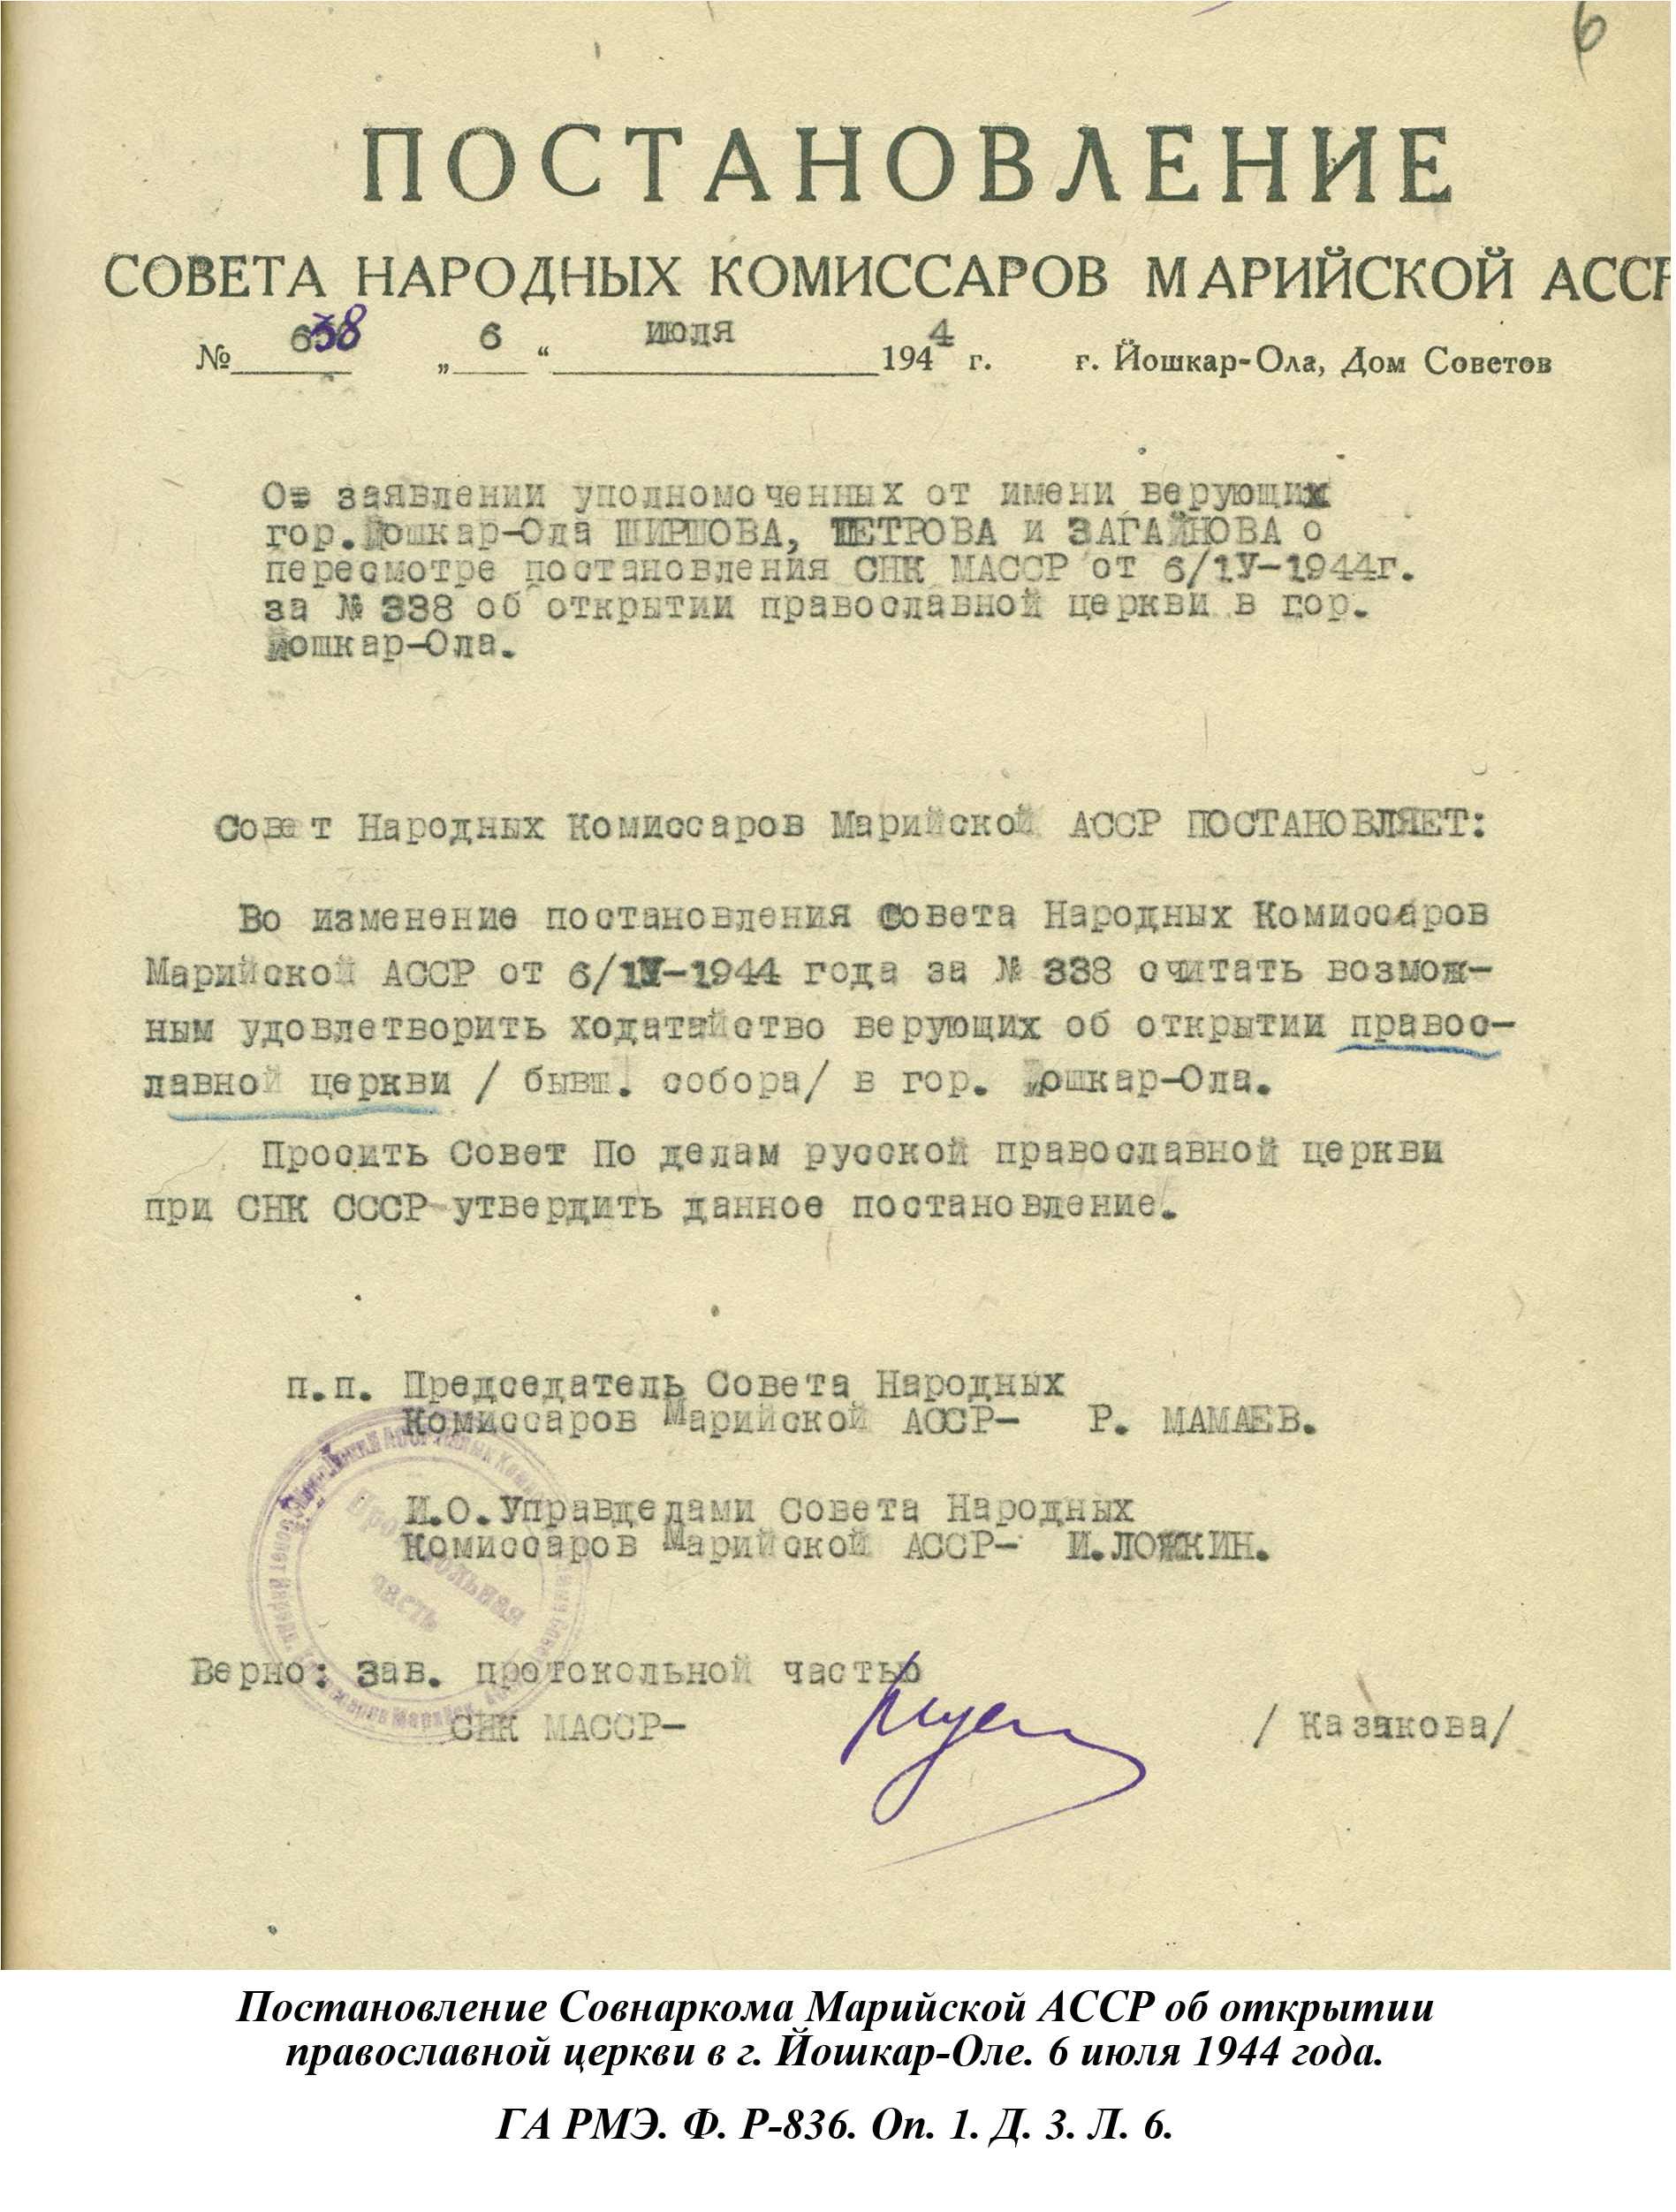 6
ПОСТАНОВЛЕНИЕ
СОВЕТА НАРОДНЫХ КОМИССАРОВ МАРИЙСКОЙ АССР
№ 638 „ 6 “ июля 1944 г. г. Йошкар-Ола, Дом Советов
Ое заявлении уполномоченных от имени верующих
гор.Йошкар-Ола ШИРШОВА, ПЕТРОВА и ЗАГАЙНОВА о
пересмотре постановления СНК МАССР от 6/1У-1944г.
за № 338 об открытии православной церкви в гор.
Йошкар-Ола.
Совет Народных Комиссаров Марийской АССР ПОСТАНОВЛЯЕТ:
Во изменение постановления Совета Народных Комиссаров
Марийской АССР от 6/1У-1944 года за № 338 считать возмож-
ным удовлетворить ходатайство верующих об открытии правос-
лавной церкви / бывш. собора/ в гор. Йошкар-Ола.
Просить Совет По делам русской православной церкви
при СНК СССР утвердить данное постановление.
п.п. Председатель Совета Народных
Комиссаров Марийской АССР- Р. МАМАЕВ.
И.О.Управделами Совета Народных
Комиссаров Марийской АССР- И.ЛОЖКИН.
Протокольная
часть
Верно: Зав. протокольной частью
СНК МАССР- / Казакова/
Постановление Совнаркома Марийской АССР об открытии
православной церкви в г. Йошкар-Оле. 6 июля 1944 года.
ГА РМЭ. Ф. Р-836. Оп. 1. Д. 3. Л. 6.